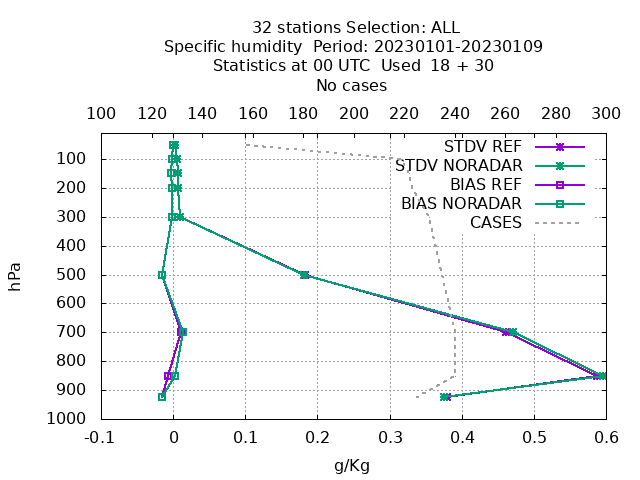 32 stations Selection: ALL
Specific humidity  Period: 20230101-20230109
Statistics at 00 UTC  Used  18 + 30
No cases
100 120 140 160 180 200 220 240 260 280 300
STDV REF
STDV NORADAR
BIAS REF
BIAS NORADAR
CASES
100
200
300
400
500
600
700
800
900
1000
hPa
-0.1 0 0.1 0.2 0.3 0.4 0.5 0.6
g/Kg